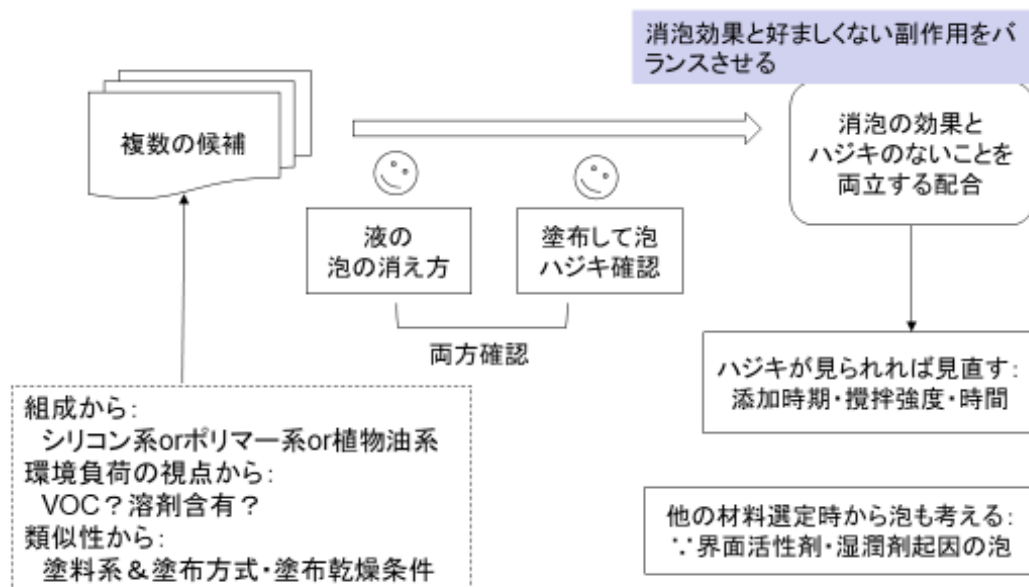 消泡効果と好ましくない副作用をバ
ランスさせる
複数の候補
消泡の効果と
ハジキのないことを
両立する配合
液の
泡の消え方
塗布して泡
ハジキ確認
両方確認
ハジキが見られれば見直す：
添加時期・攪拌強度・時間
組成から：
シリコン系orポリマー系or植物油系
環境負荷の視点から：
VOC？溶剤含有？
類似性から：
塗料系＆塗布方式・塗布乾燥条件
他の材料選定時から泡も考える：
∵界面活性剤・湿潤剤起因の泡